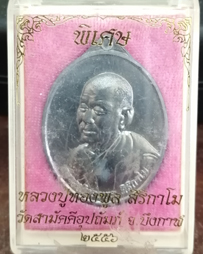 พิเศษ
หลวงปู่ทองพูล สิริกาโม
วัดสามัคคีอุปถัมภ์ จ.บึงกาฬ
๒๕๕๖